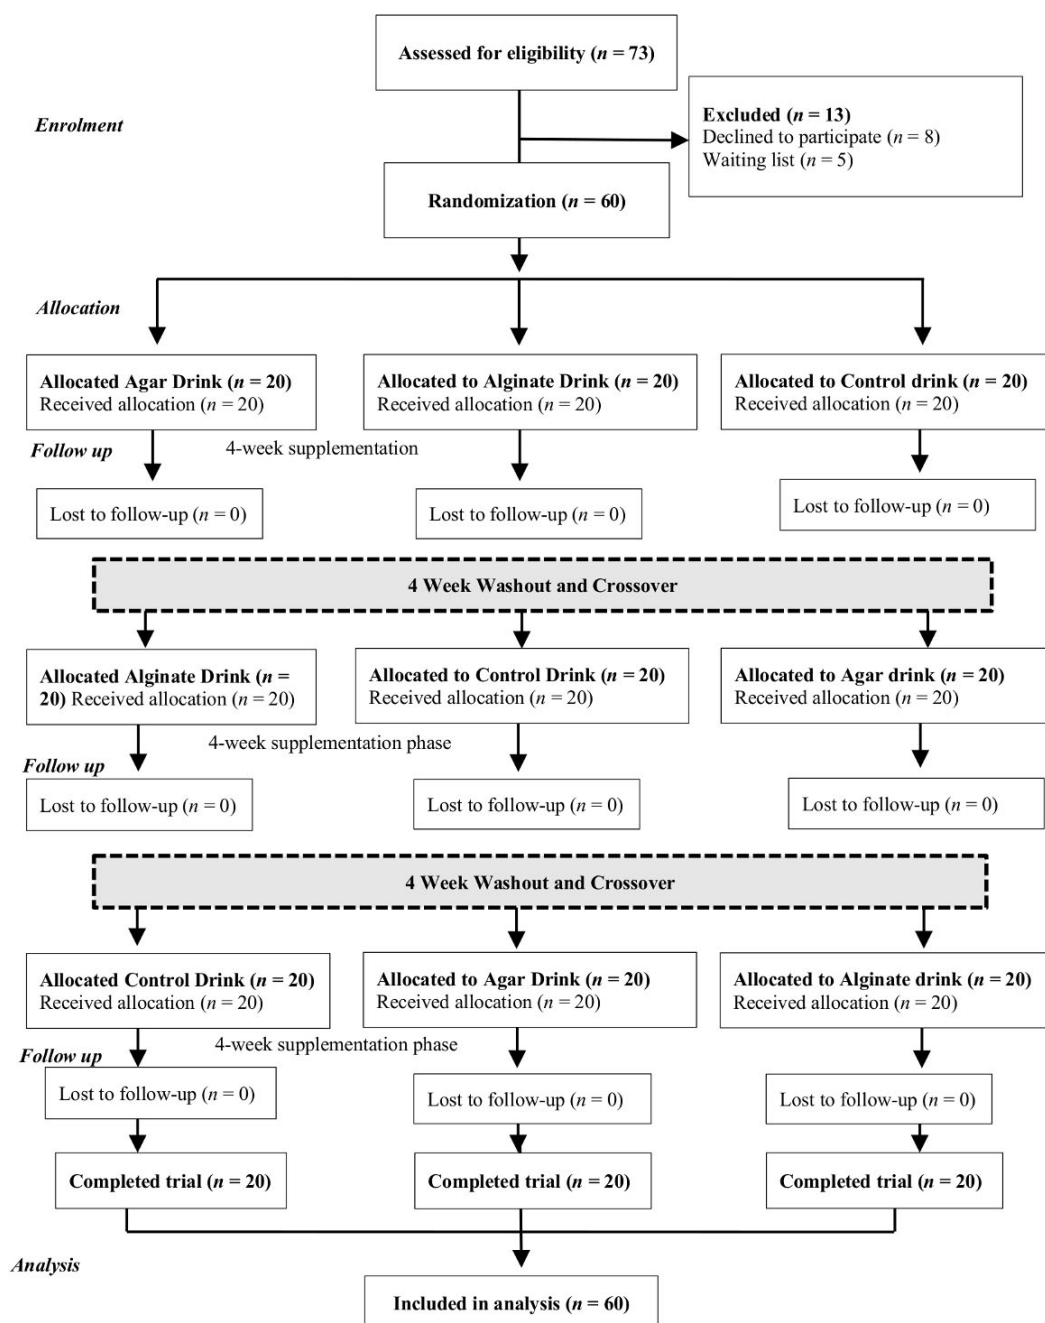 Assessed for eligibility (n = 73)
Enrolment
Excluded (n = 13)
Declined to participate (n = 8)
Waiting list (n = 5)
Randomization (n = 60)
Allocation
Allocated Agar Drink (n = 20)
Received allocation (n = 20)
Allocated to Alginate Drink (n = 20)
Received allocation (n = 20)
Allocated to Control drink (n = 20)
Received allocation (n = 20)
Follow up
4-week supplementation
Lost to follow-up (n = 0)
Lost to follow-up (n = 0)
Lost to follow-up (n = 0)
4 Week Washout and Crossover
Allocated Alginate Drink (n =
20) Received allocation (n = 20)
Allocated to Control Drink (n = 20)
Received allocation (n = 20)
Allocated to Agar drink (n = 20)
Received allocation (n = 20)
4-week supplementation phase
Follow up
Lost to follow-up (n = 0)
Lost to follow-up (n = 0)
Lost to follow-up (n = 0)
4 Week Washout and Crossover
Allocated Control Drink (n = 20)
Received allocation (n = 20)
Allocated to Agar Drink (n = 20)
Received allocation (n = 20)
Allocated to Alginate drink (n = 20)
Received allocation (n = 20)
4-week supplementation phase
Follow up
Lost to follow-up (n = 0)
Lost to follow-up (n = 0)
Lost to follow-up (n = 0)
Completed trial (n = 20)
Completed trial (n = 20)
Completed trial (n = 20)
Analysis
Included in analysis (n = 60)